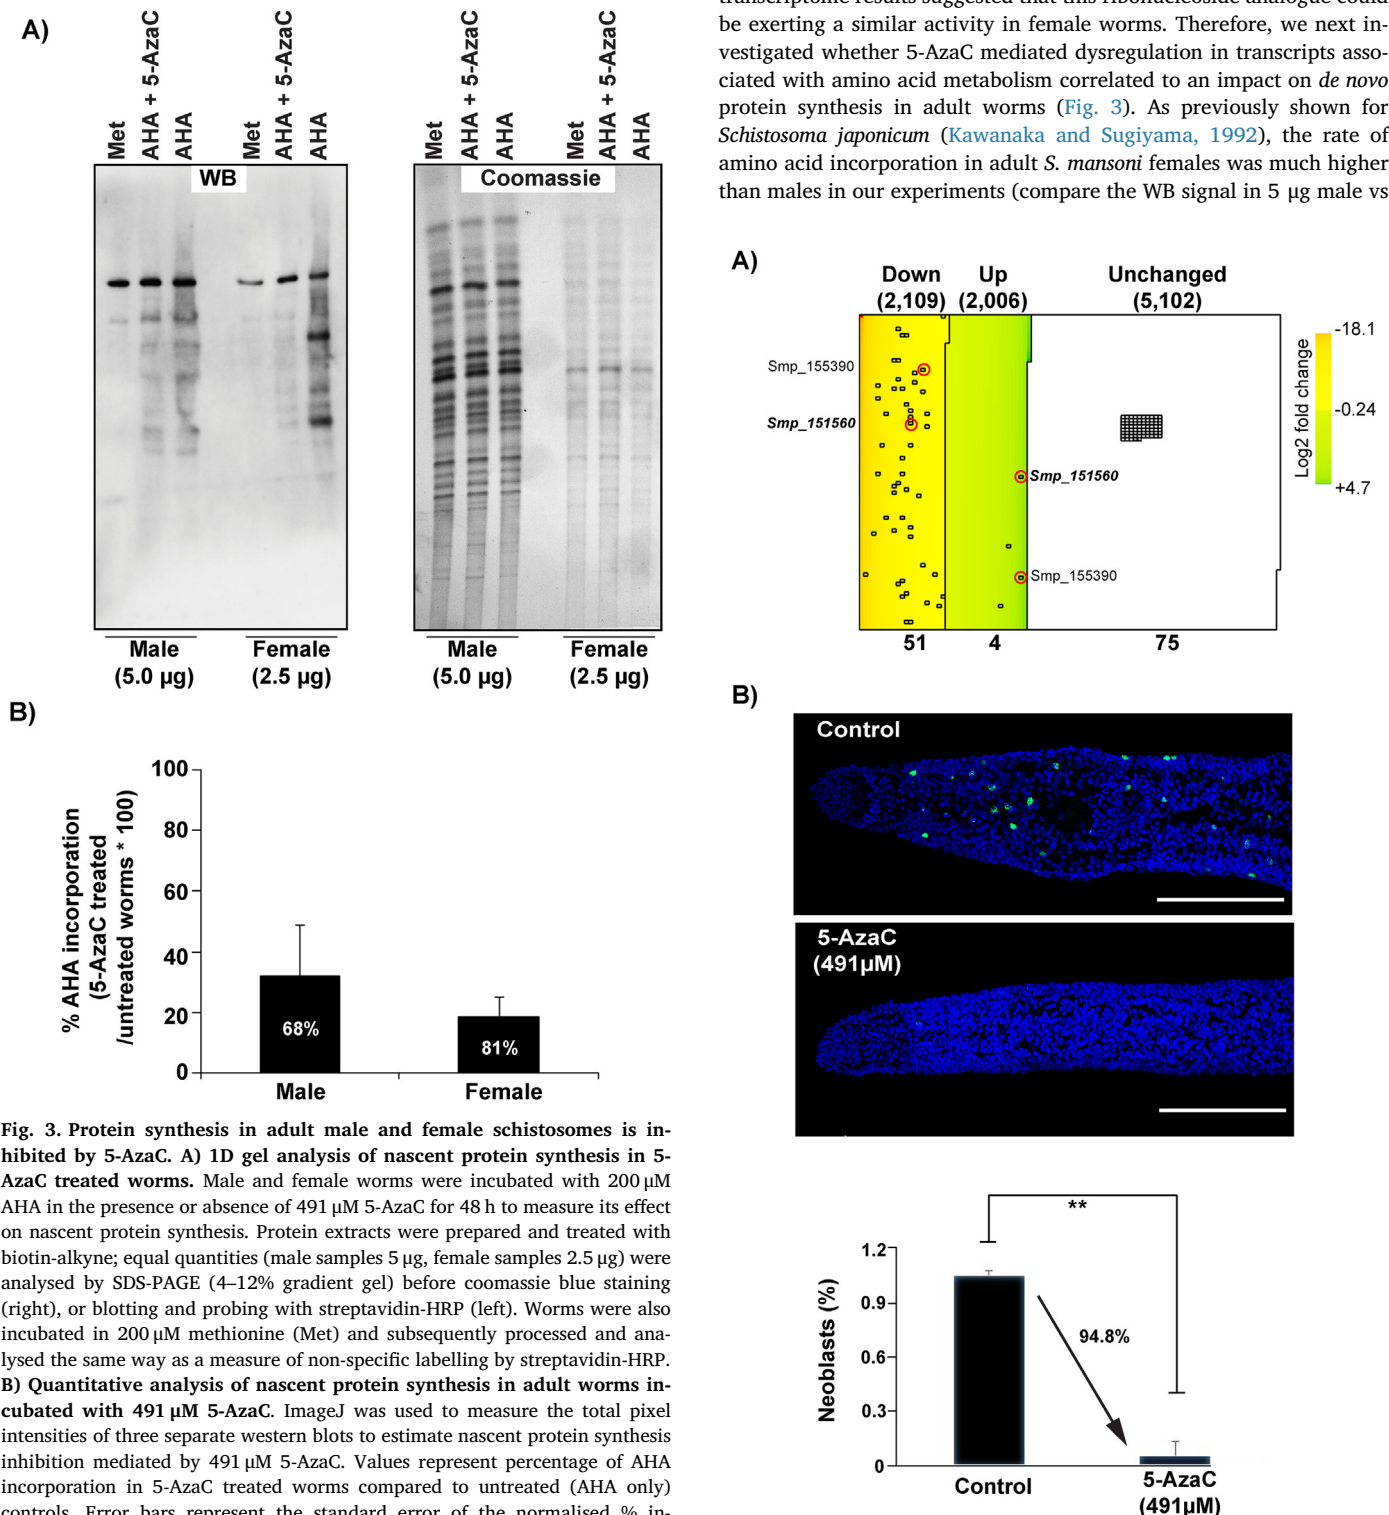 A)
Met
AHA + 5-AzaC
AHA
Met
AHA + 5-AzaC
AHA
Met
AHA + 5-AzaC
AHA
Met
AHA + 5-AzaC
AHA
WB
Coomassie
Male
(5.0 µg)
Female
(2.5 µg)
Male
(5.0 µg)
Female
(2.5 µg)
B)
% AHA incorporation
(5-AzaC treated
/untreated worms * 100)
100
80
60
40
20
0
68%
81%
Male
Female
Fig. 3. Protein synthesis in adult male and female schistosomes is in-
hibited by 5-AzaC. A) 1D gel analysis of nascent protein synthesis in 5-
AzaC treated worms. Male and female worms were incubated with 200 µM
AHA in the presence or absence of 491 µM 5-AzaC for 48 h to measure its effect
on nascent protein synthesis. Protein extracts were prepared and treated with
biotin-alkyne; equal quantities (male samples 5 µg, female samples 2.5 µg) were
analysed by SDS-PAGE (4–12% gradient gel) before coomassie blue staining
(right), or blotting and probing with streptavidin-HRP (left). Worms were also
incubated in 200 µM methionine (Met) and subsequently processed and ana-
lysed the same way as a measure of non-specific labelling by streptavidin-HRP.
B) Quantitative analysis of nascent protein synthesis in adult worms in-
cubated with 491 µM 5-AzaC. ImageJ was used to measure the total pixel
intensities of three separate western blots to estimate nascent protein synthesis
inhibition mediated by 491 µM 5-AzaC. Values represent percentage of AHA
incorporation in 5-AzaC treated worms compared to untreated (AHA only)
controls. Error bars represent the standard error of the normalised % in-
transcriptome results suggested that this ribonucleoside analogue could
be exerting a similar activity in female worms. Therefore, we next in-
vestigated whether 5-AzaC mediated dysregulation in transcripts asso-
ciated with amino acid metabolism correlated to an impact on de novo
protein synthesis in adult worms (Fig. 3). As previously shown for
Schistosoma japonicum (Kawanaka and Sugiyama, 1992), the rate of
amino acid incorporation in adult S. mansoni females was much higher
than males in our experiments (compare the WB signal in 5 µg male vs
A)
Down
(2,109)
Up
(2,006)
Unchanged
(5,102)
Smp_155390
Smp_151560
Smp_151560
Smp_155390
51
4
75
Log2 fold change
-18.1
-0.24
+4.7
B)
Control
5-AzaC
(491µM)
**
94.8%
Neoblasts (%)
1.2
0.9
0.6
0.3
0
Control
5-AzaC
(491µM)